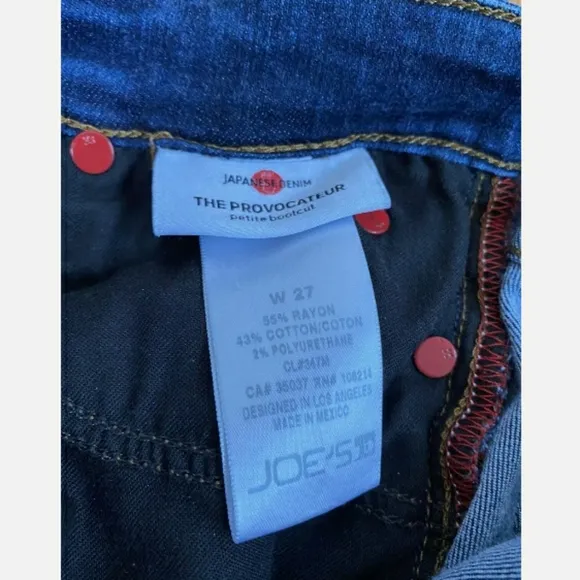 JAPANESE DENIM
THE PROVOCATEUR
petite bootcut
W 27
55% RAYON
43% COTTON/COTON
2% POLYURETHANE
CL#347M
CA# 35037 RN# 108214
DESIGNED IN LOS ANGELES
MADE IN MEXICO
JOE'S